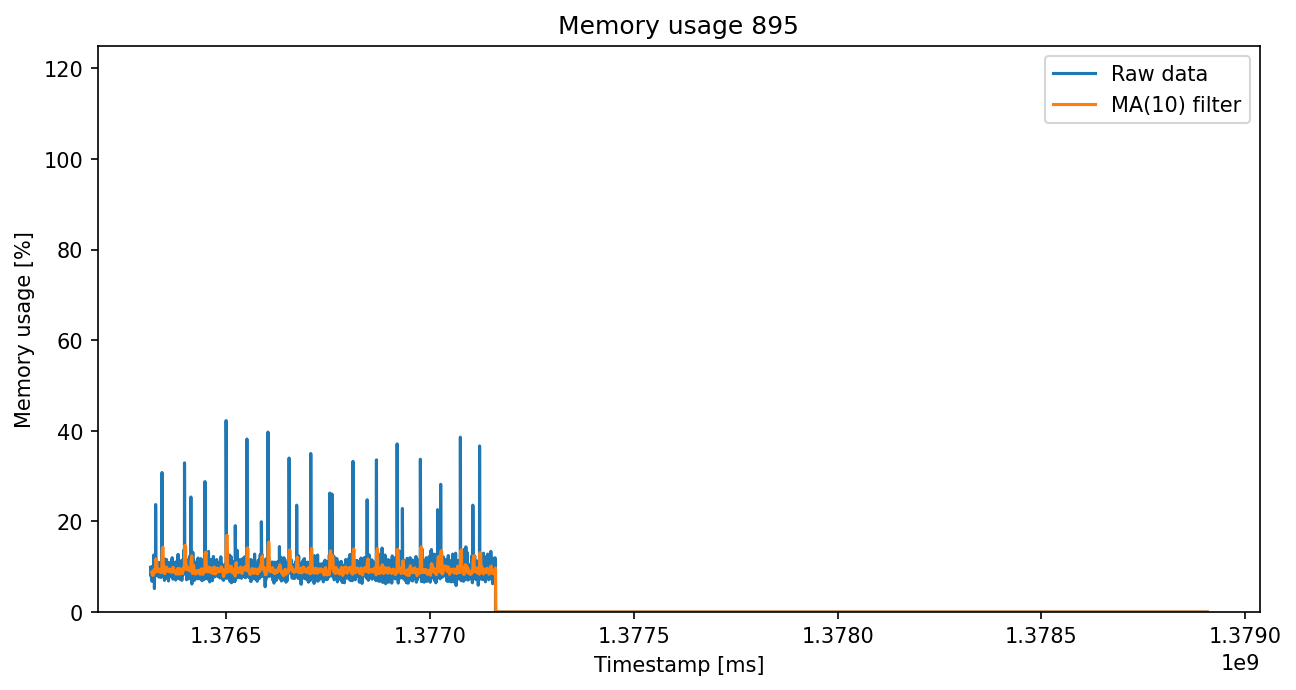 Memory usage 895
Raw data
MA(10) filter
Memory usage [%]
120
100
80
60
40
20
0
1.3765 1.3770 1.3775 1.3780 1.3785 1.3790
1e9
Timestamp [ms]